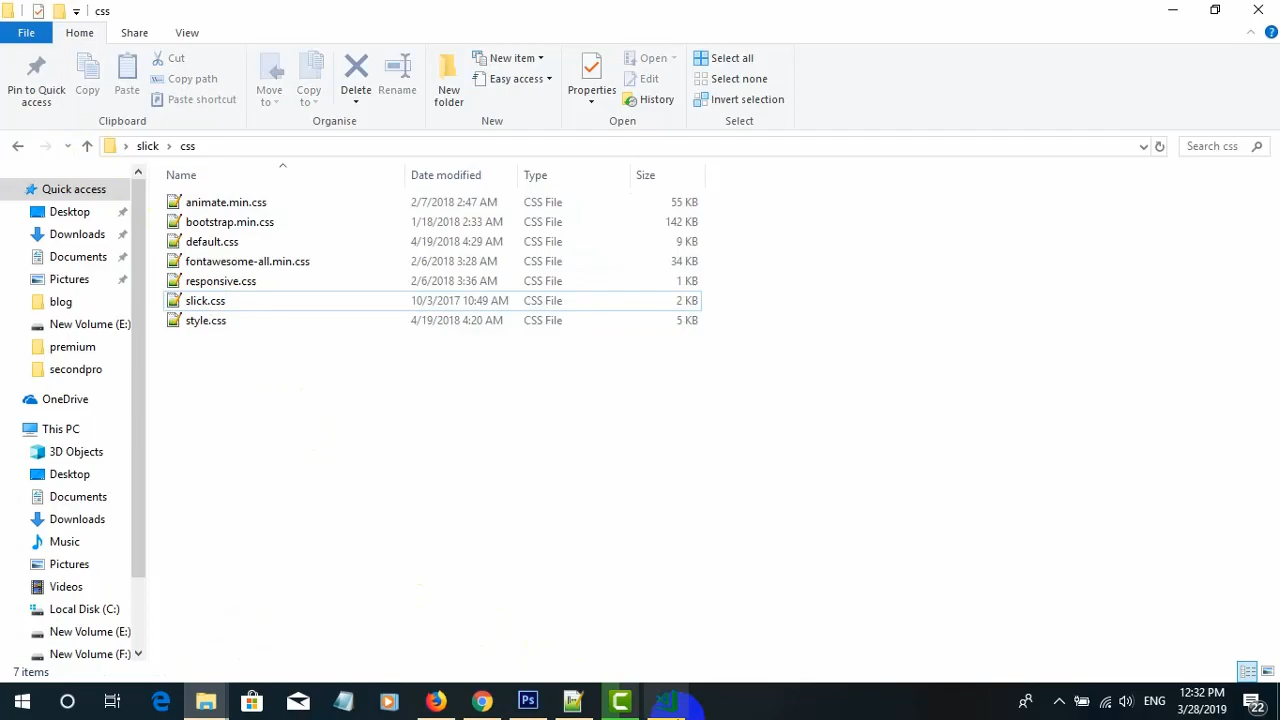 css
File Home Share View
Pin to Quick access
Copy
Paste
Cut
Copy path
Paste shortcut
Clipboard
Move to
Copy to
Delete
Rename
Organise
New folder
New item
Easy access
New
Properties
Open
Edit
History
Open
Select all
Select none
Invert selection
Select
slick css
Search css
Name Date modified Type Size
animate.min.css 2/7/2018 2:47 AM CSS File 55 KB
bootstrap.min.css 1/18/2018 2:33 AM CSS File 142 KB
default.css 4/19/2018 4:29 AM CSS File 9 KB
fontawesome-all.min.css 2/6/2018 3:28 AM CSS File 34 KB
responsive.css 2/6/2018 3:36 AM CSS File 1 KB
slick.css 10/3/2017 10:49 AM CSS File 2 KB
style.css 4/19/2018 4:20 AM CSS File 5 KB
Quick access
Desktop
Downloads
Documents
Pictures
blog
New Volume (E:)
premium
secondpro
OneDrive
This PC
3D Objects
Desktop
Documents
Downloads
Music
Pictures
Videos
Local Disk (C:)
New Volume (E:)
New Volume (F:)
7 items
Ps
ENG
12:32 PM
3/28/2019
22